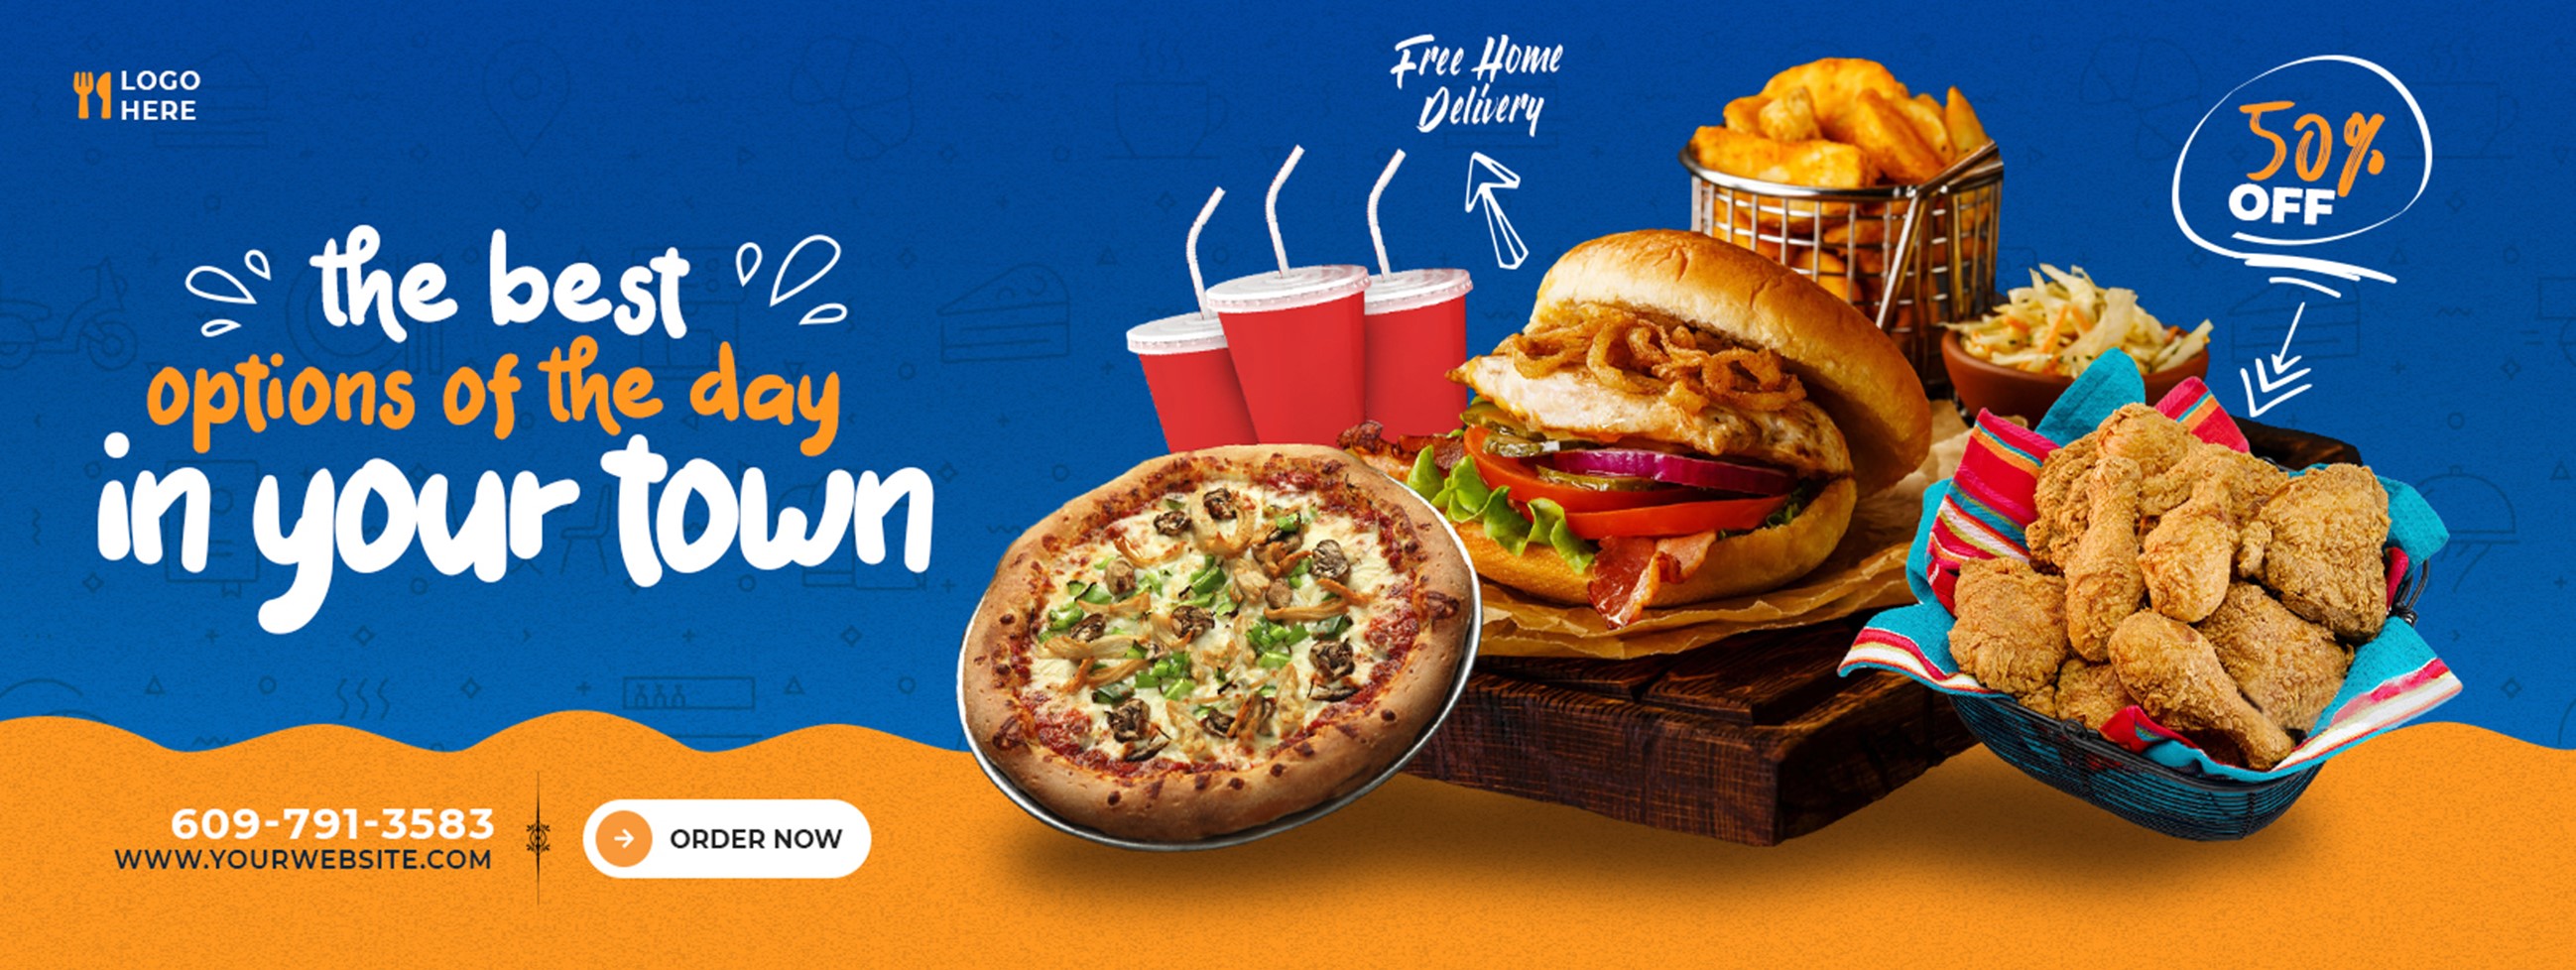 LOGO
HERE
the best
options of the day
in your town
609-791-3583
WWW.YOURWEBSITE.COM
ORDER NOW
Free Home
Delivery
50%
OFF